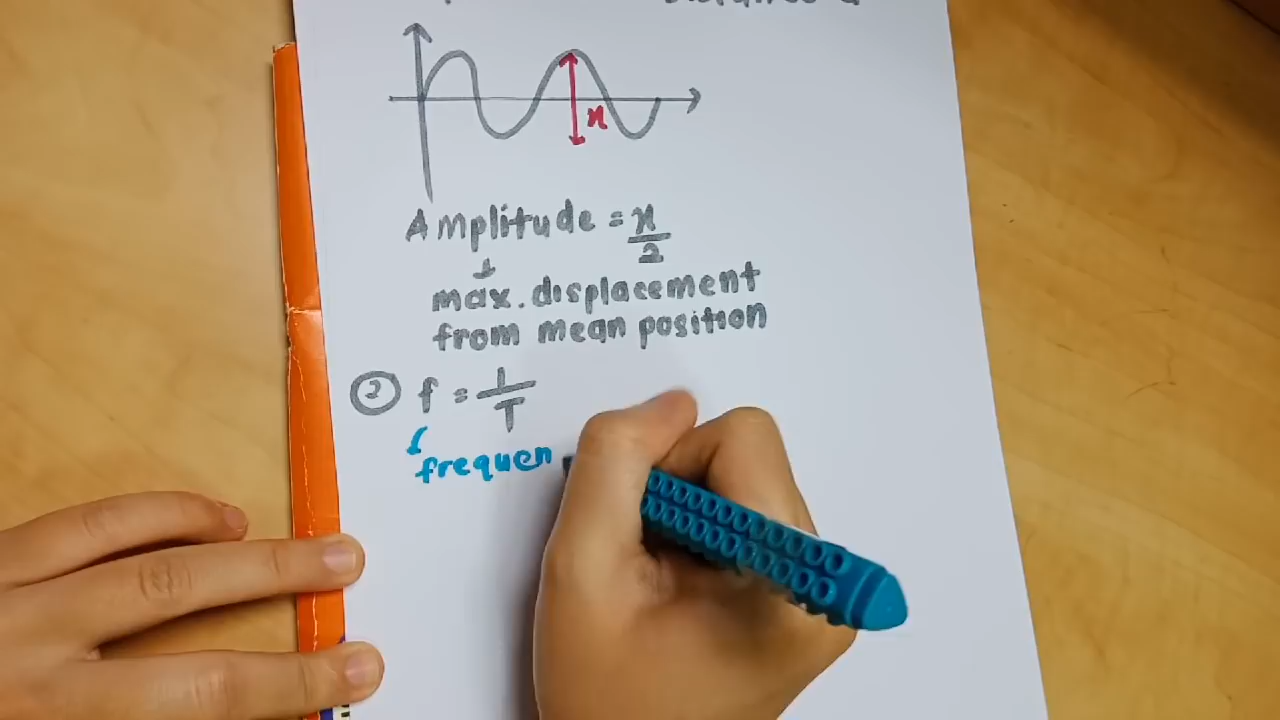 x
Amplitude = x/2
max. displacement
from mean position
② f = 1/T
frequen